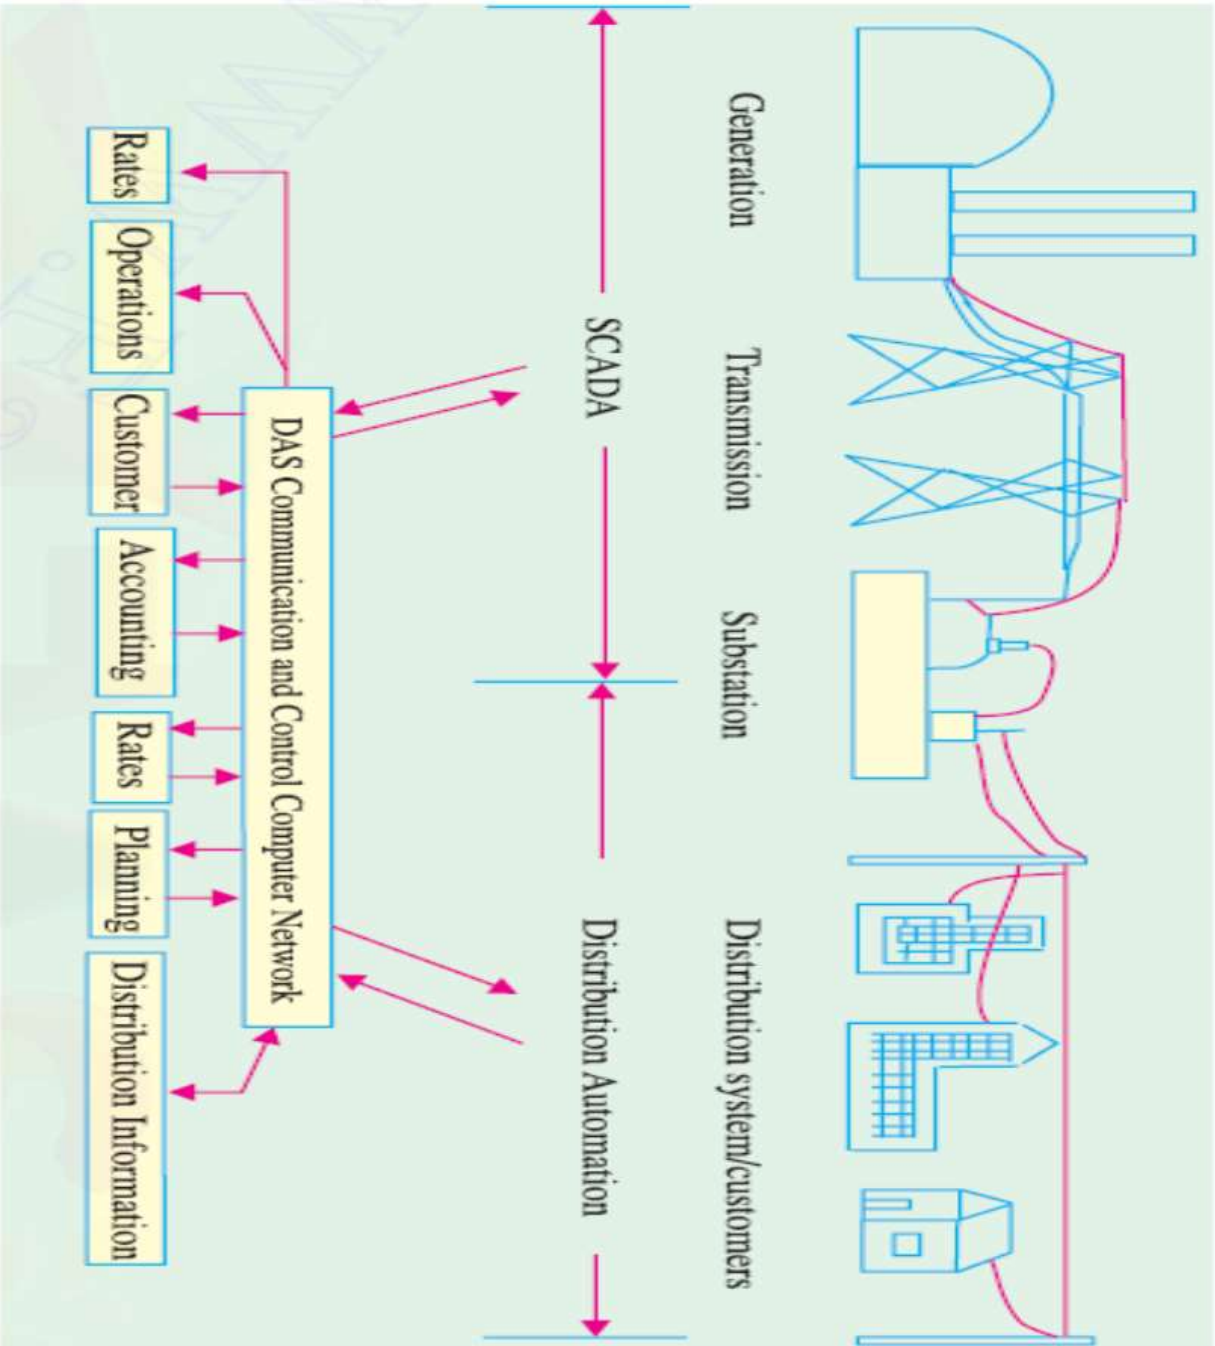 Generation
Transmission
Substation
Distribution system/customers
SCADA
Distribution Automation
DAS Communication and Control Computer Network
Rates
Operations
Customer
Accounting
Rates
Planning
Distribution Information